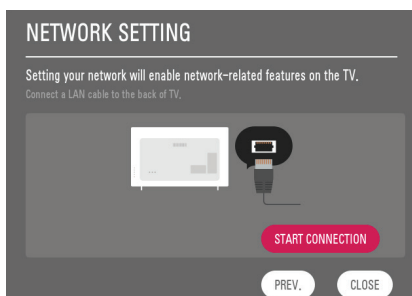 NETWORK SETTING
Setting your network will enable network-related features on the TV.
Connect a LAN cable to the back of TV.
START CONNECTION
PREV.
CLOSE